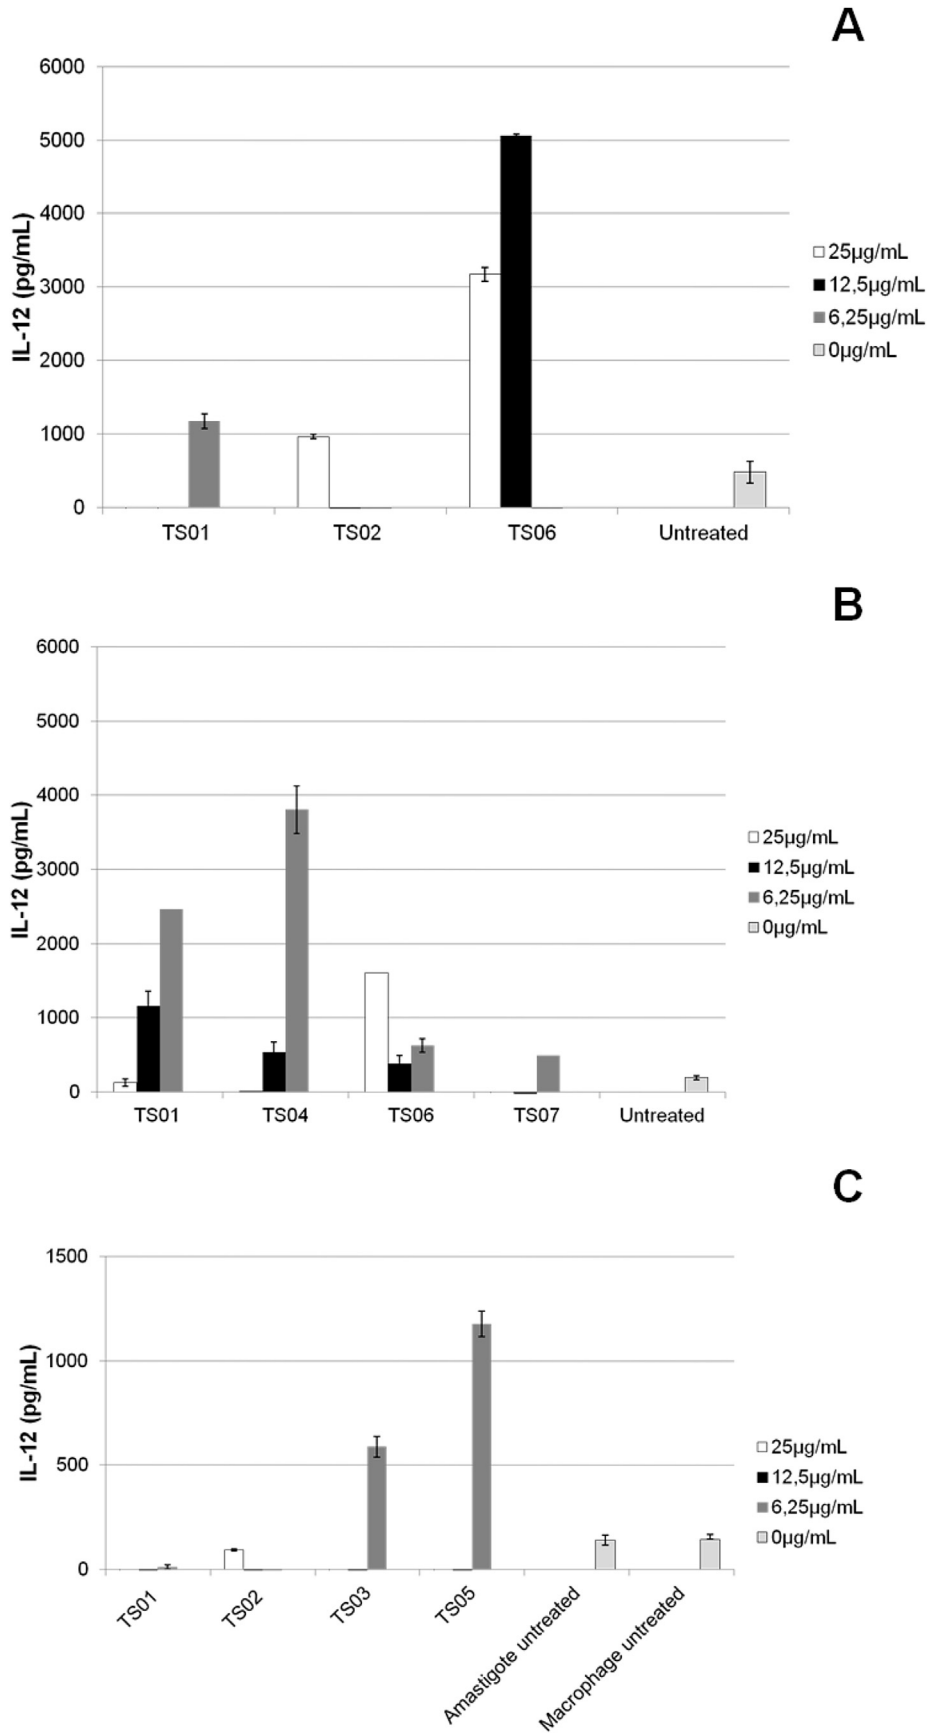 A
6000
5000
4000
3000
2000
1000
0
IL-12 (pg/mL)
TS01 TS02 TS06 Untreated
25µg/mL
12,5µg/mL
6,25µg/mL
0µg/mL
B
6000
5000
4000
3000
2000
1000
0
IL-12 (pg/mL)
TS01 TS04 TS06 TS07 Untreated
25µg/mL
12,5µg/mL
6,25µg/mL
0µg/mL
C
1500
1000
500
0
IL-12 (pg/mL)
TS01 TS02 TS03 TS05 Amastigote untreated Macrophage untreated
25µg/mL
12,5µg/mL
6,25µg/mL
0µg/mL